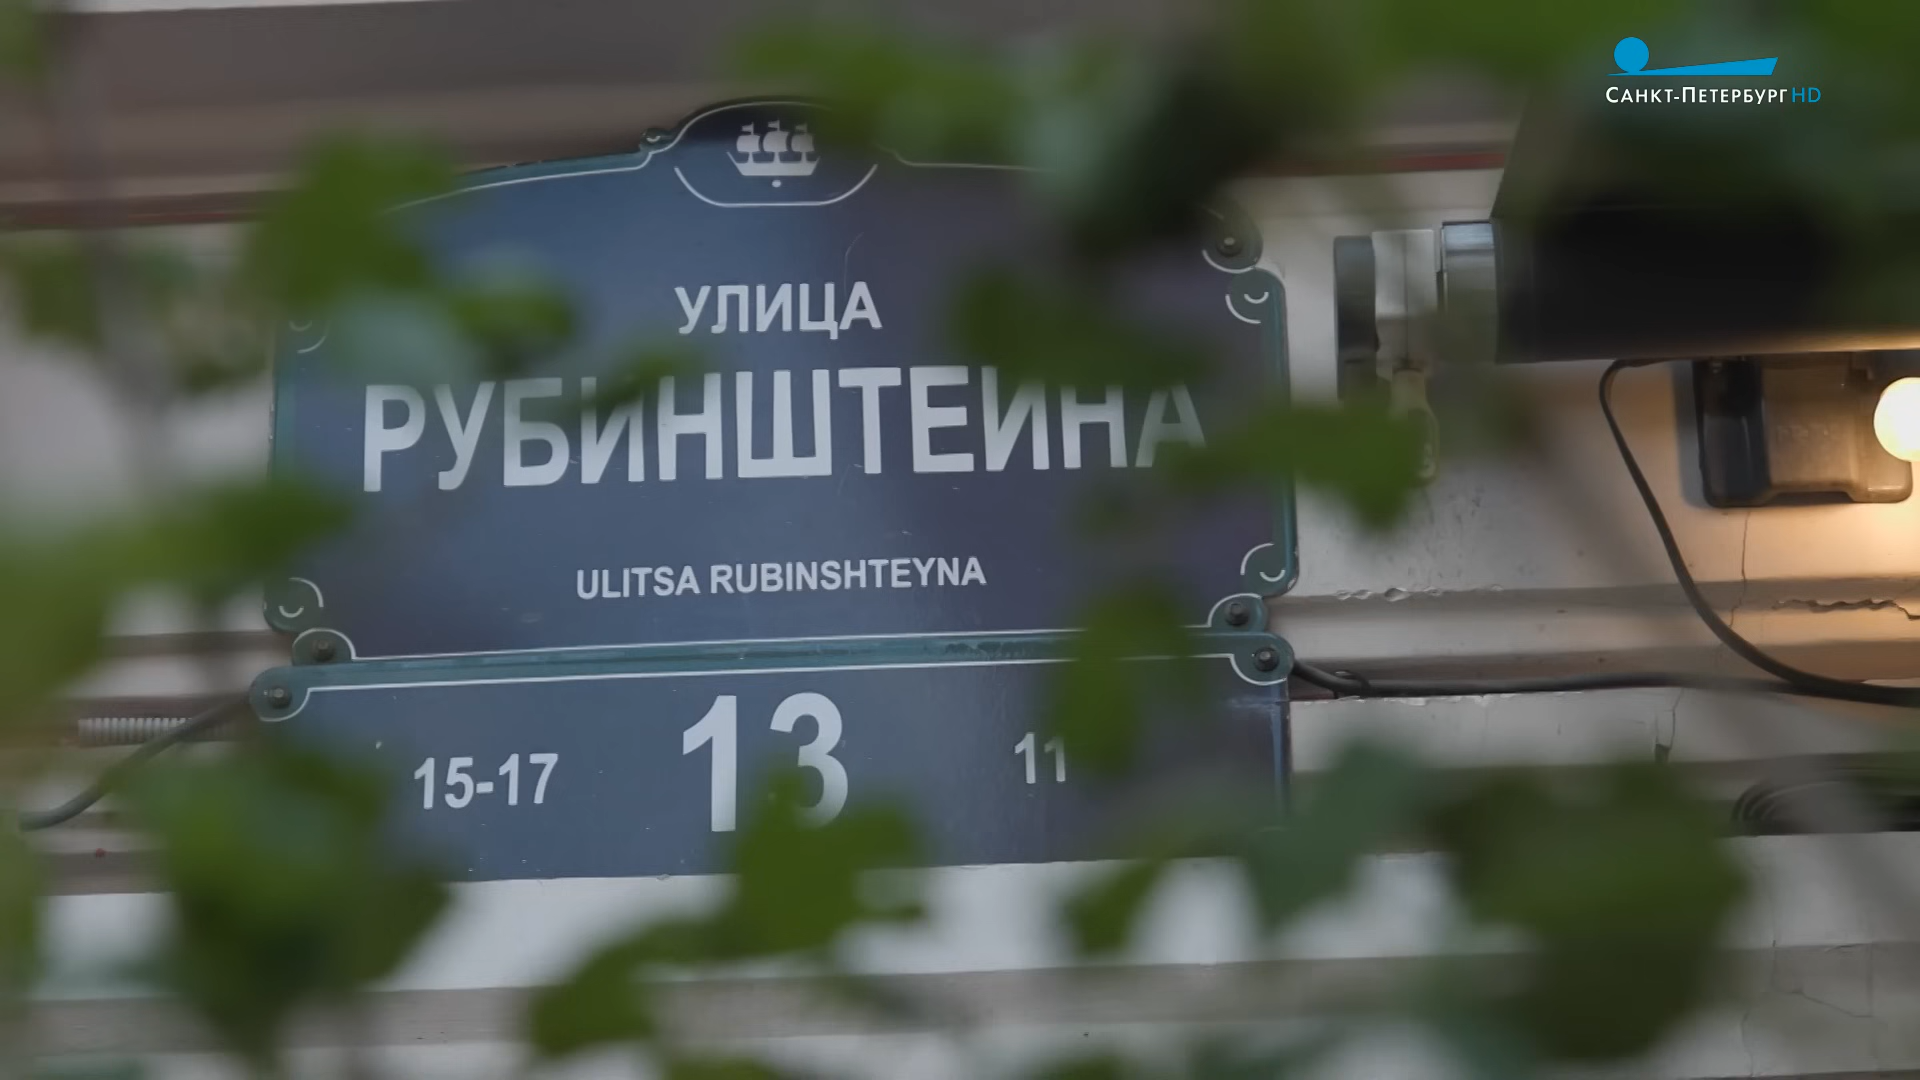 САНКТ-ПЕТЕРБУРГ HD
УЛИЦА
РУБИНШТЕЙНА
ULITSA RUBINSHTEYNA
15-17 13 11